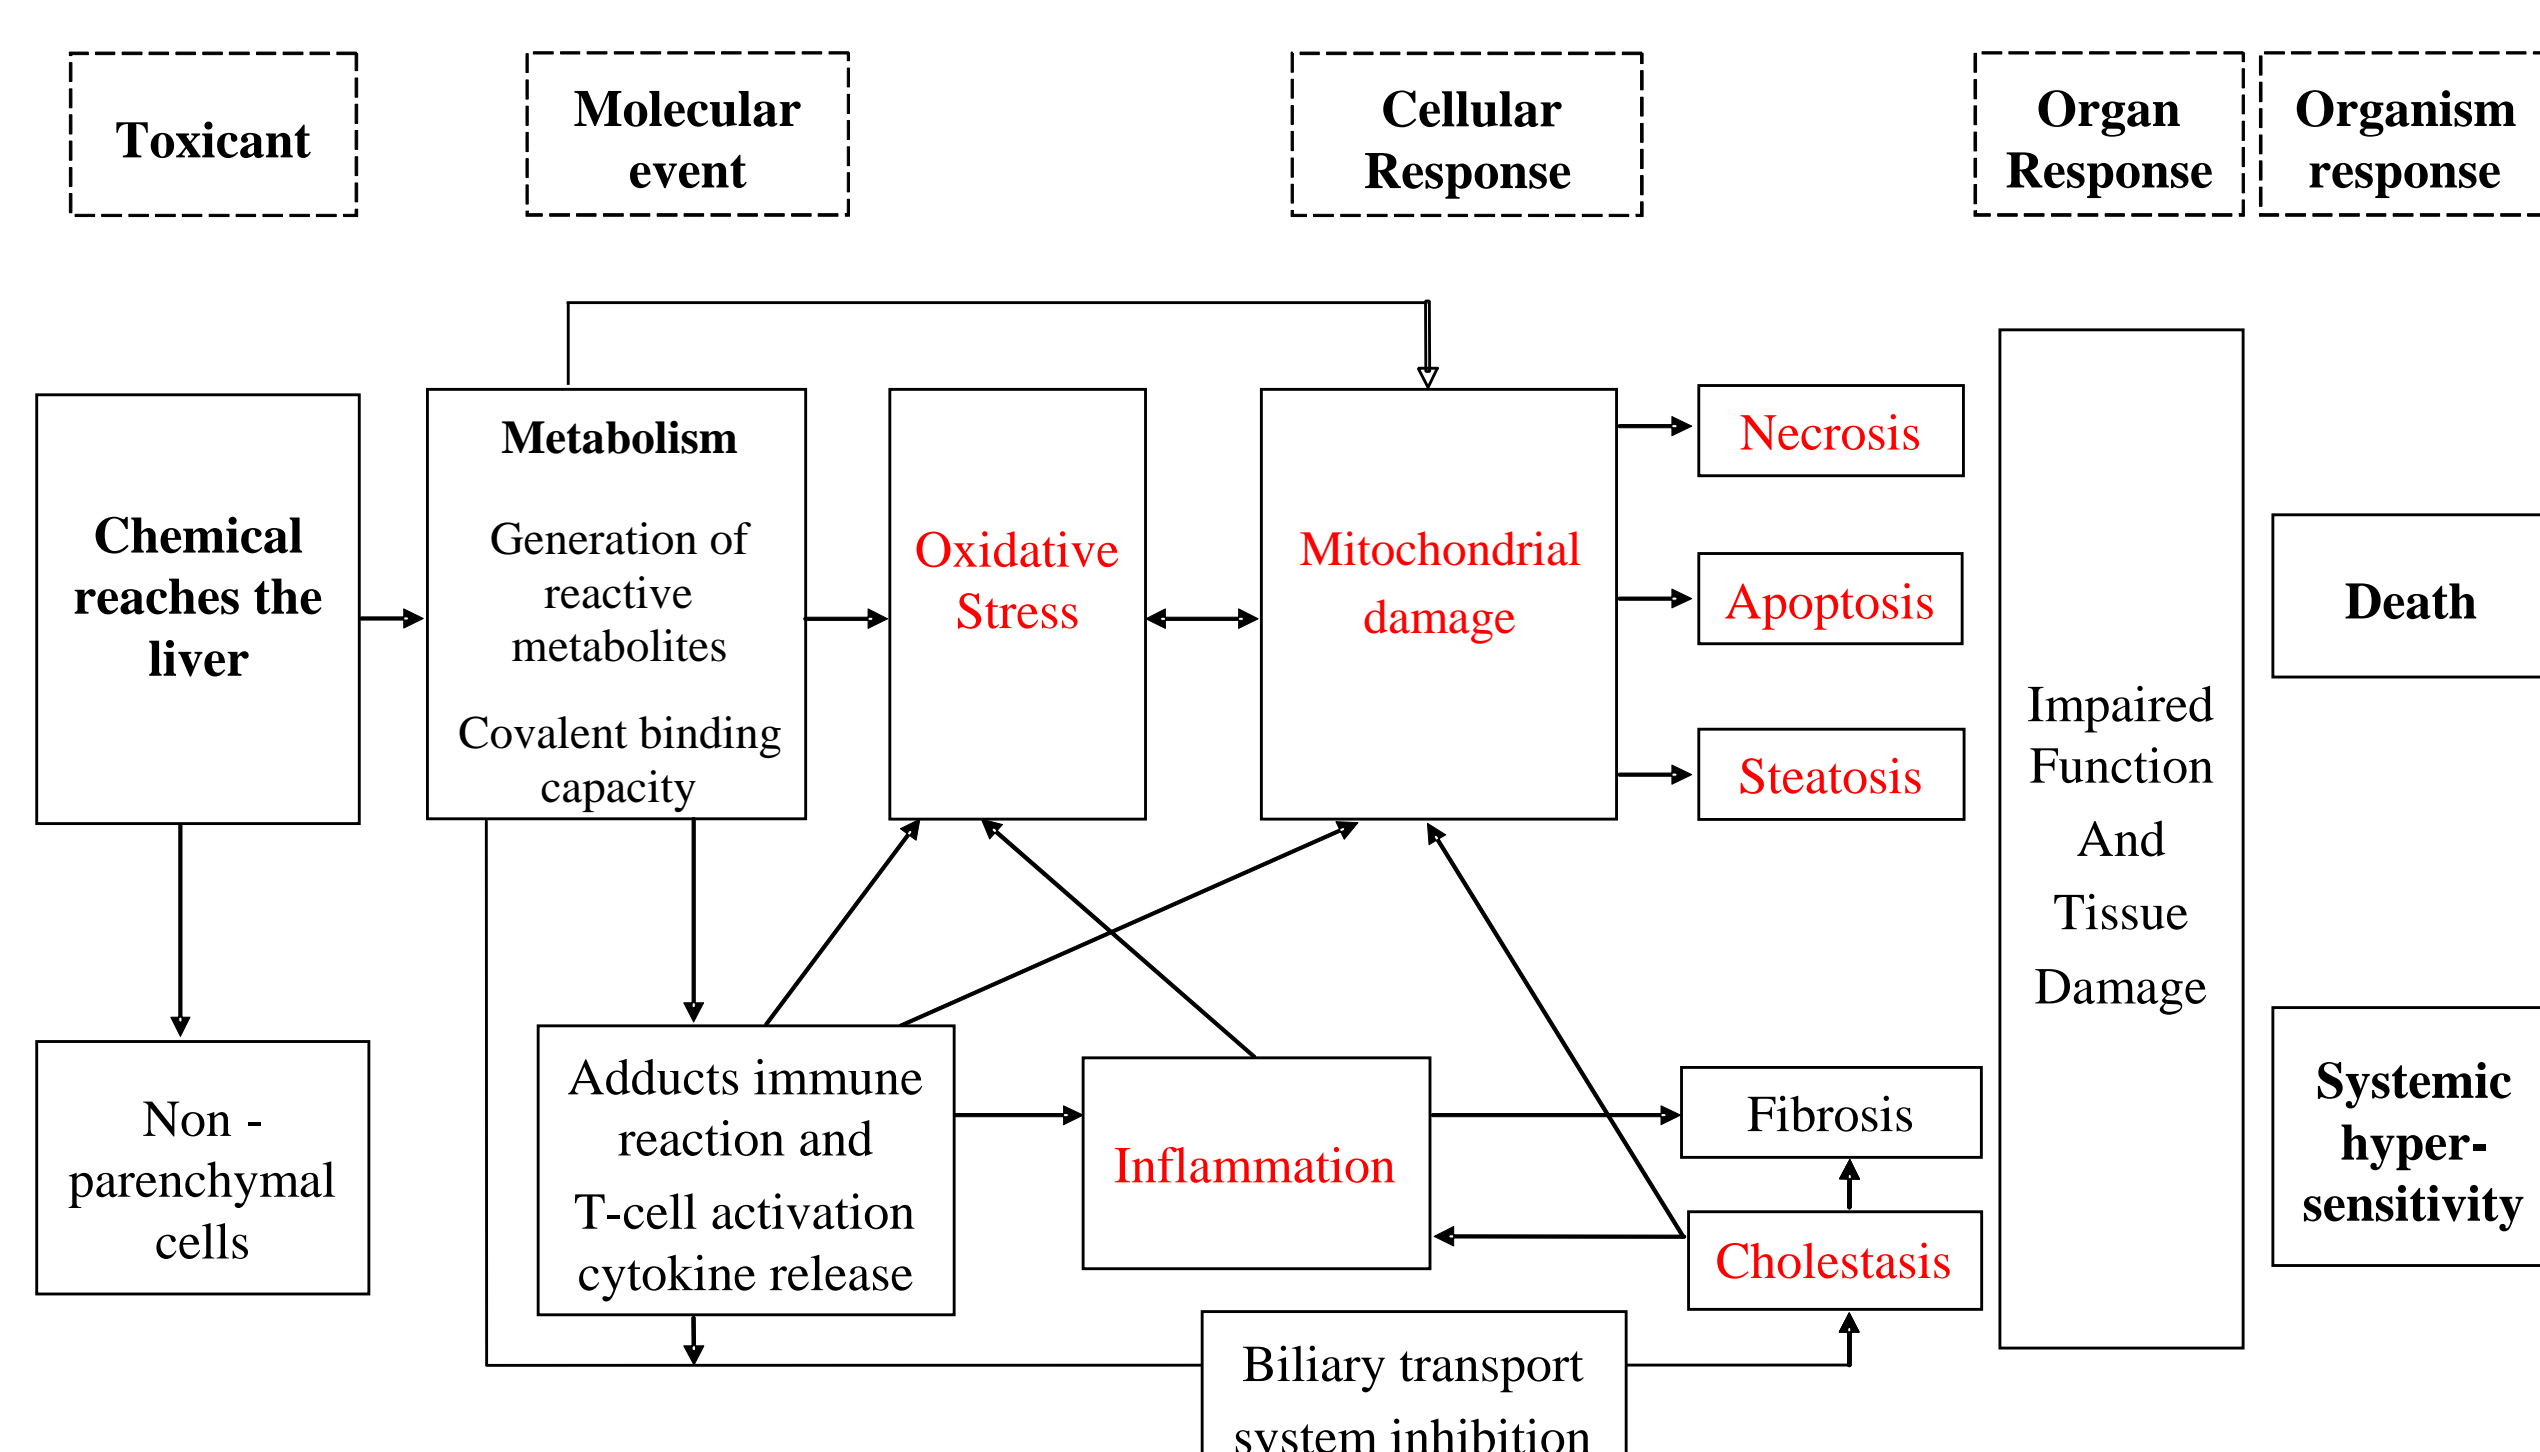 Toxicant
Molecular
event
Cellular
Response
Organ
Response
Organism
response
Chemical
reaches the
liver
Metabolism
Generation of
reactive
metabolites
Covalent binding
capacity
Oxidative
Stress
Mitochondrial
damage
Necrosis
Apoptosis
Steatosis
Impaired
Function
And
Tissue
Damage
Death
Non -
parenchymal
cells
Adducts immune
reaction and
T-cell activation
cytokine release
Inflammation
Fibrosis
Cholestasis
Systemic
hyper-
sensitivity
Biliary transport
system inhibition